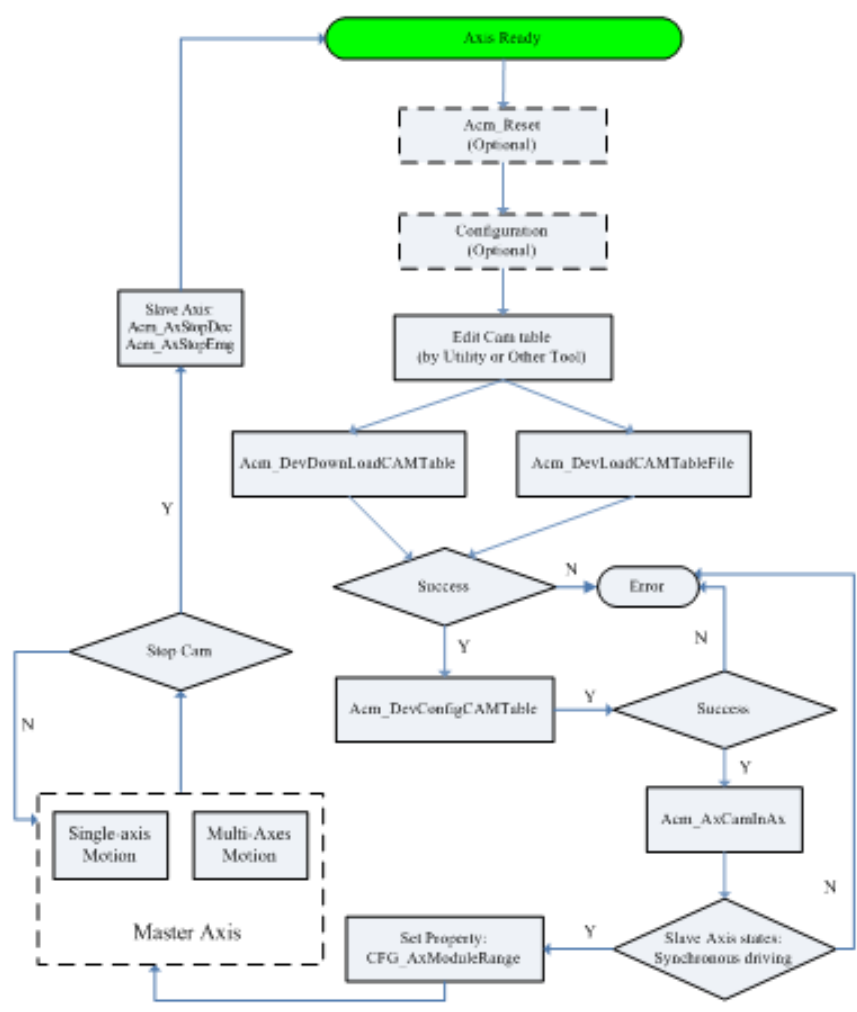 Axis Ready
Acm_Reset
(Optional)
Configuration
(Optional)
Slave Axis:
Acm_AxStopDec
Acm_AxStopEmg
Edit Cam table
(by Utility or Other Tool)
Acm_DevDownLoadCAMTable
Acm_DevLoadCAMTableFile
Y
Success
N
Error
Y
N
Stop Cam
Acm_DevConfigCAMTable
Y
Success
N
Y
Single-axis
Motion
Multi-Axes
Motion
Acm_AxCamInAx
N
Master Axis
Set Property:
CFG_AxModuleRange
Y
Slave Axis states:
Synchronous driving